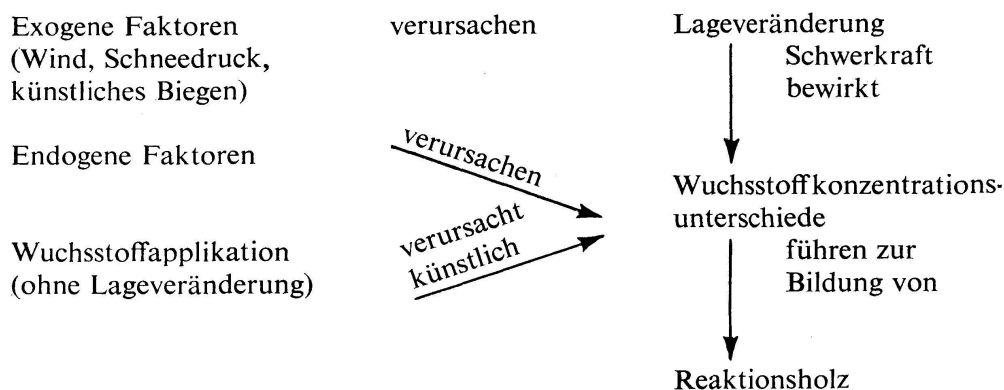 Exogene Faktoren verursachen Lageveränderung
(Wind, Schneedruck, Schwerkraft
künstliches Biegen) bewirkt
Endogene Faktoren verursachen
Wuchsstoffkonzentrations-
unterschiede
Wuchsstoffapplikation verursacht
(ohne Lageveränderung) künstlich
führen zur
Bildung von
Reaktionsholz